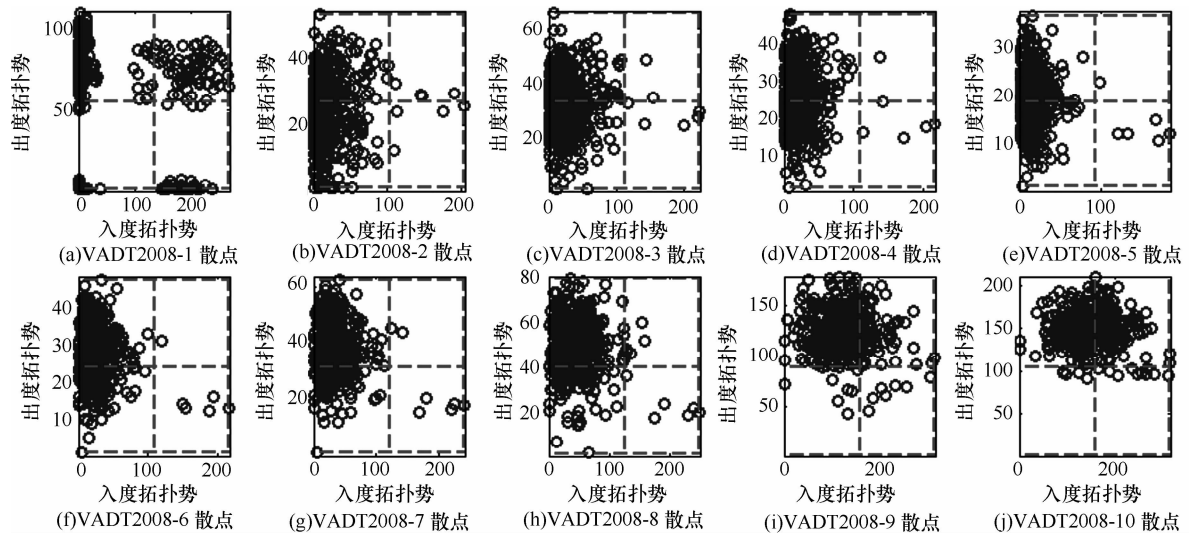 100
50
0 100 200
出度拓扑势
入度拓扑势
(a)VADT2008-1 散点
40
20
0 100 200
出度拓扑势
入度拓扑势
(b)VADT2008-2 散点
60
40
20
0 100 200
出度拓扑势
入度拓扑势
(c)VADT2008-3 散点
40
30
20
10
0 100 200
出度拓扑势
入度拓扑势
(d)VADT2008-4 散点
30
20
10
0 100
出度拓扑势
入度拓扑势
(e)VADT2008-5 散点
40
30
20
10
0 100 200
出度拓扑势
入度拓扑势
(f)VADT2008-6 散点
60
40
20
0 100 200
出度拓扑势
入度拓扑势
(g)VADT2008-7 散点
80
60
40
20
0 100 200
出度拓扑势
入度拓扑势
(h)VADT2008-8 散点
150
100
50
0 200
出度拓扑势
入度拓扑势
(i)VADT2008-9 散点
200
150
100
50
0 200
出度拓扑势
入度拓扑势
(j)VADT2008-10 散点